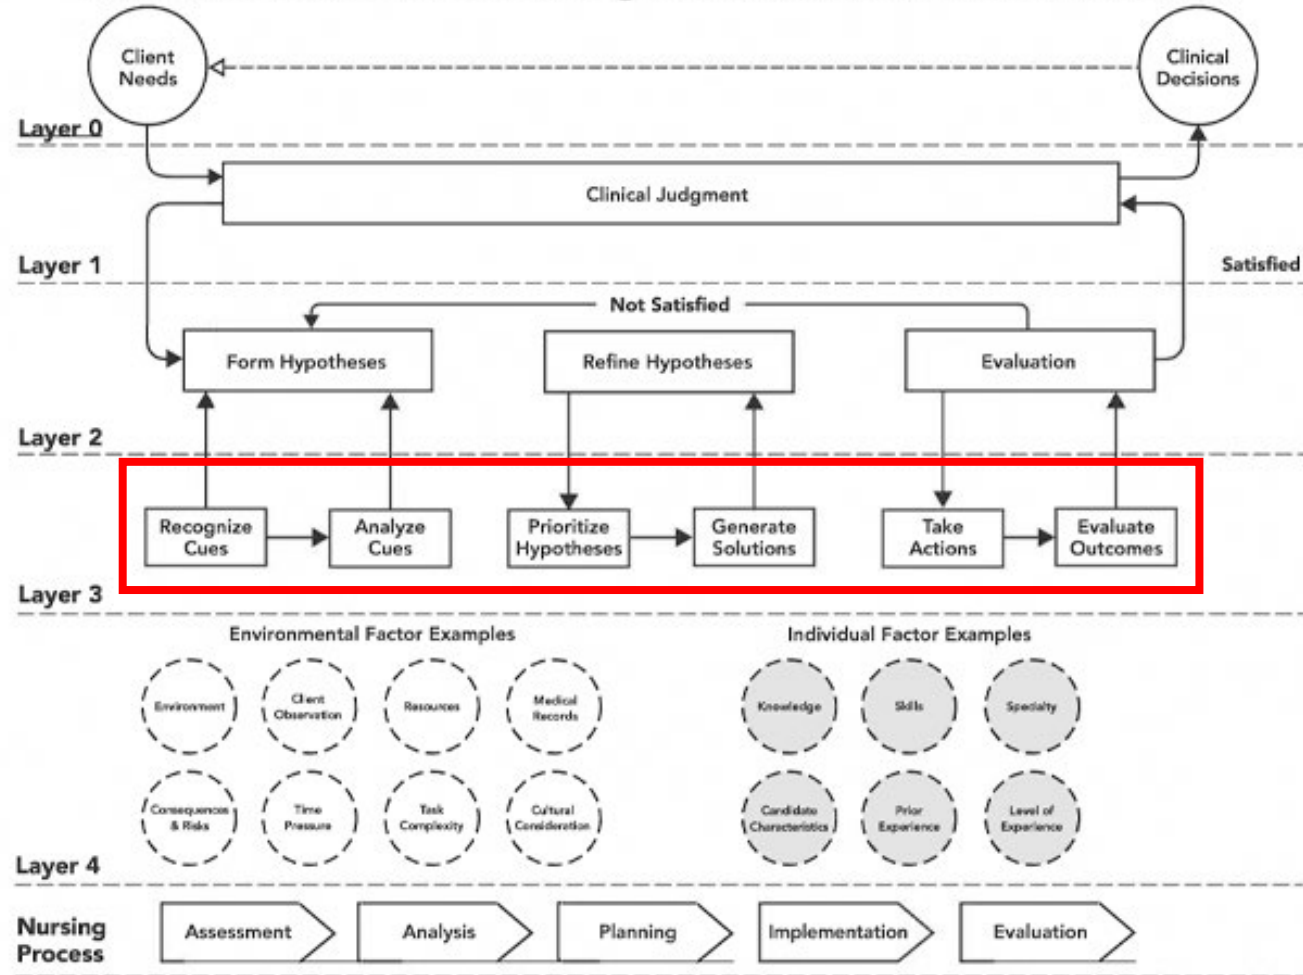 Client
Needs
Clinical
Decisions
Layer 0
Clinical Judgment
Layer 1
Satisfied
Not Satisfied
Form Hypotheses
Refine Hypotheses
Evaluation
Layer 2
Recognize
Cues
Analyze
Cues
Prioritize
Hypotheses
Generate
Solutions
Take
Actions
Evaluate
Outcomes
Layer 3
Environmental Factor Examples
Individual Factor Examples
Environment
Client
Observation
Resources
Medical
Records
Knowledge
Skills
Specialty
Consequences
& Risks
Time
Pressure
Task
Complexity
Cultural
Consideration
Candidate
Characteristics
Prior
Experience
Level of
Experience
Layer 4
Nursing
Process
Assessment
Analysis
Planning
Implementation
Evaluation